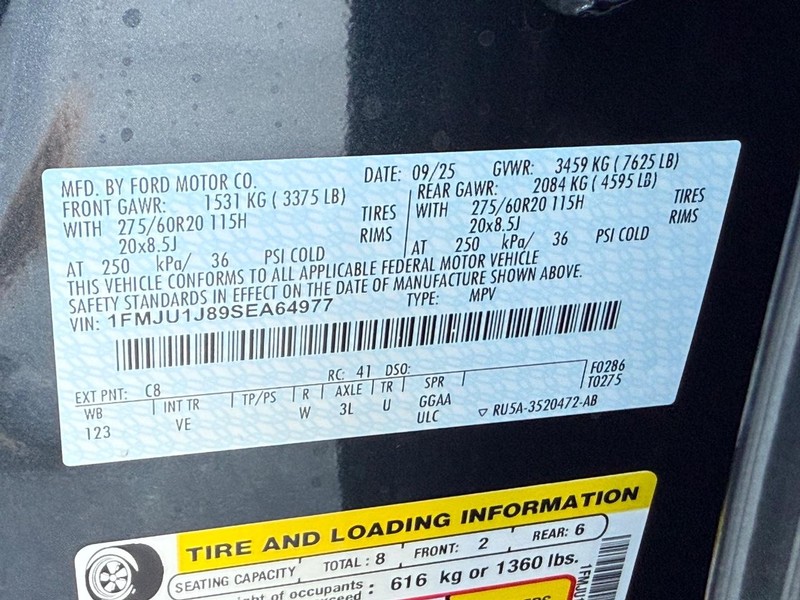 MFD. BY FORD MOTOR CO. DATE: 09/25 GVWR: 3459 KG ( 7625 LB)
FRONT GAWR: 1531 KG ( 3375 LB) REAR GAWR: 2084 KG ( 4595 LB)
WITH 275/60R20 115H TIRES WITH 275/60R20 115H TIRES
20x8.5J RIMS 20x8.5J RIMS
AT 250 kPa/ 36 PSI COLD AT 250 kPa/ 36 PSI COLD
THIS VEHICLE CONFORMS TO ALL APPLICABLE FEDERAL MOTOR VEHICLE
SAFETY STANDARDS IN EFFECT ON THE DATE OF MANUFACTURE SHOWN ABOVE.
VIN: 1FMJU1J89SEA64977 TYPE: MPV
EXT PNT: C8 RC: 41 DSO: F0286
WB INT TR TP/PS R AXLE TR SPR T0275
123 VE W 3L U GGAA
ULC RU5A-3520472-AB
TIRE AND LOADING INFORMATION
SEATING CAPACITY TOTAL : 8 FRONT: 2 REAR: 6
of occupants : 616 kg or 1360 lbs.